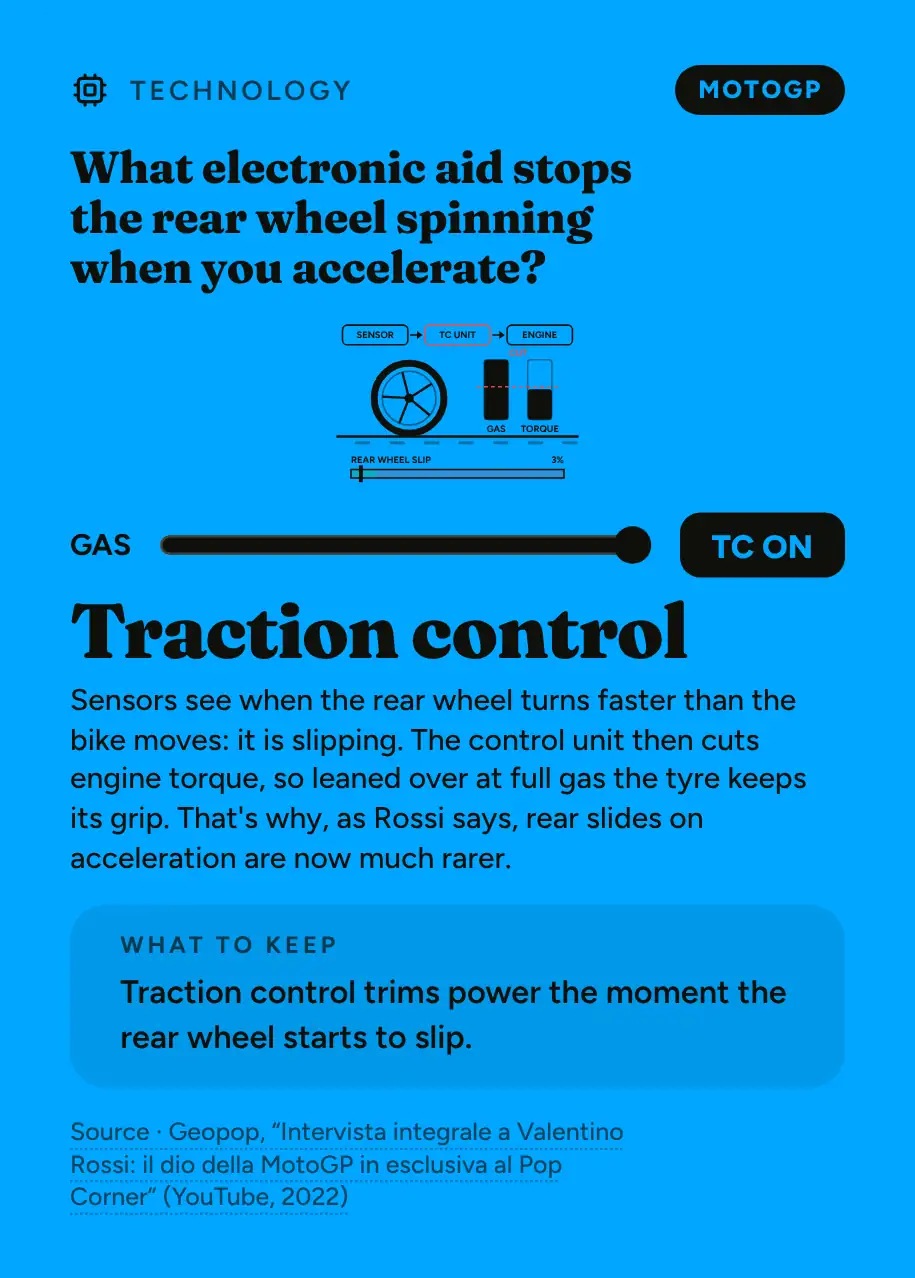 TECHNOLOGY
MOTOGP
What electronic aid stops
the rear wheel spinning
when you accelerate?
SENSOR
TC UNIT
ENGINE
CUT
GAS
TORQUE
REAR WHEEL SLIP
3%
GAS
TC ON
Traction control
Sensors see when the rear wheel turns faster than the
bike moves: it is slipping. The control unit then cuts
engine torque, so leaned over at full gas the tyre keeps
its grip. That's why, as Rossi says, rear slides on
acceleration are now much rarer.
WHAT TO KEEP
Traction control trims power the moment the
rear wheel starts to slip.
Source · Geopop, “Intervista integrale a Valentino
Rossi: il dio della MotoGP in esclusiva al Pop
Corner” (YouTube, 2022)